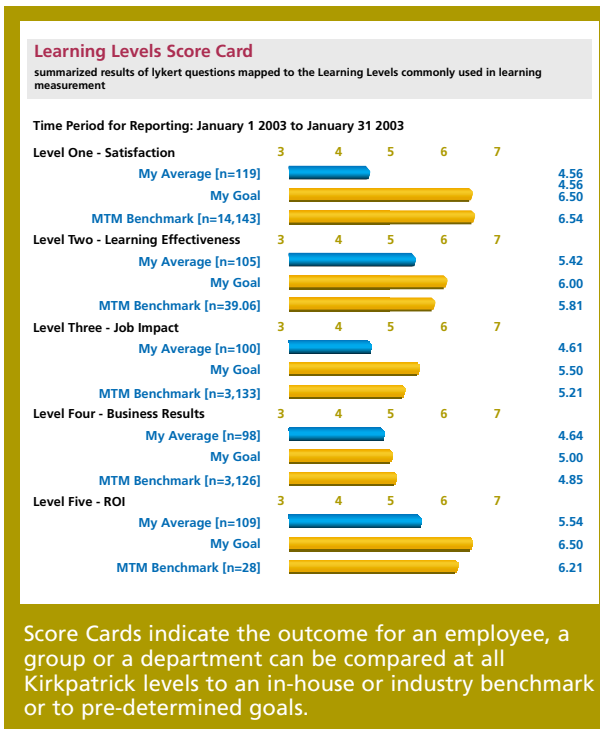 Learning Levels Score Card
summarized results of lykert questions mapped to the Learning Levels commonly used in learning
measurement
Time Period for Reporting: January 1 2003 to January 31 2003
Level One - Satisfaction 3 4 5 6 7
My Average [n=119] 4.56
4.56
My Goal 6.50
MTM Benchmark [n=14,143] 6.54
Level Two - Learning Effectiveness 3 4 5 6 7
My Average [n=105] 5.42
My Goal 6.00
MTM Benchmark [n=39.06] 5.81
Level Three - Job Impact 3 4 5 6 7
My Average [n=100] 4.61
My Goal 5.50
MTM Benchmark [n=3,133] 5.21
Level Four - Business Results 3 4 5 6 7
My Average [n=98] 4.64
My Goal 5.00
MTM Benchmark [n=3,126] 4.85
Level Five - ROI 3 4 5 6 7
My Average [n=109] 5.54
My Goal 6.50
MTM Benchmark [n=28] 6.21
Score Cards indicate the outcome for an employee, a
group or a department can be compared at all
Kirkpatrick levels to an in-house or industry benchmark
or to pre-determined goals.